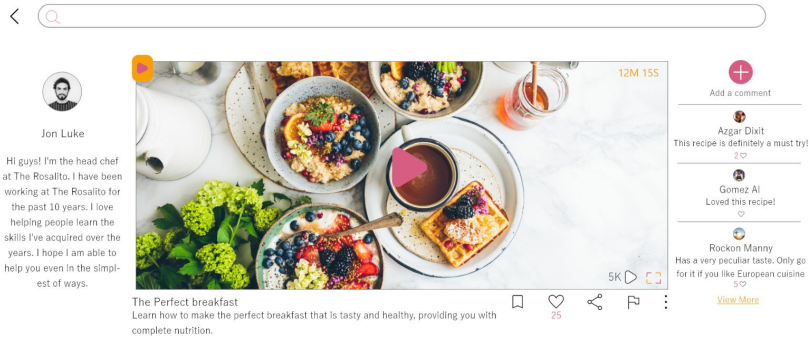 Jon Luke
Hi guys! I'm the head chef
at The Rosalito. I have been
working at The Rosalito for
the past 10 years. I love
helping people learn the
skills I've acquired over the
years. I hope I am able to
help you even in the simpl-
est of ways.
12M 15S
5K
The Perfect breakfast
Learn how to make the perfect breakfast that is tasty and healthy, providing you with
complete nutrition.
25
Add a comment
Azgar Dixit
This recipe is definitely a must try!
2
Gomez Al
Loved this recipe!
Rockon Manny
Has a very peculiar taste. Only go
for it if you like European cuisine
5
View More